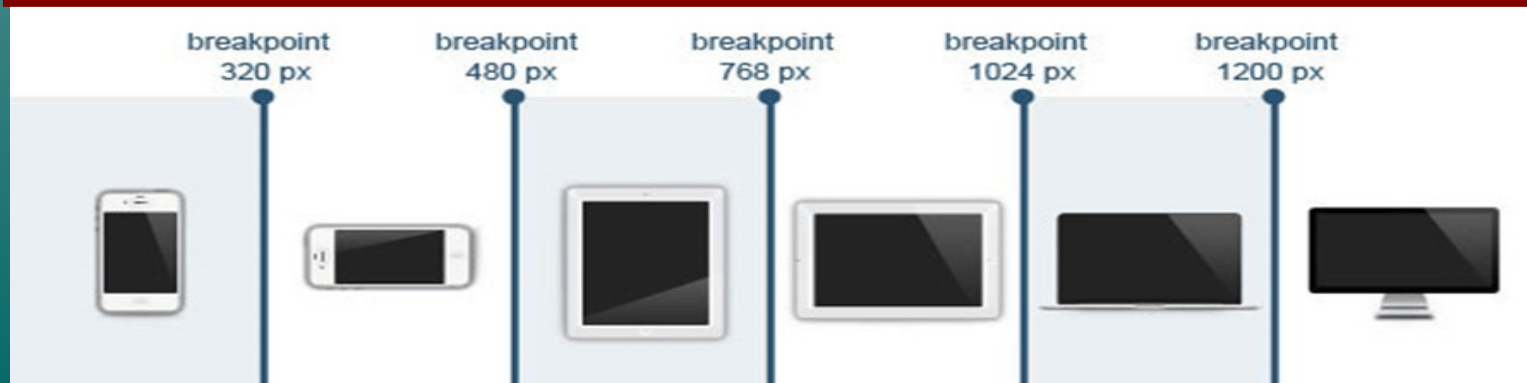 breakpoint
320 px
breakpoint
480 px
breakpoint
768 px
breakpoint
1024 px
breakpoint
1200 px